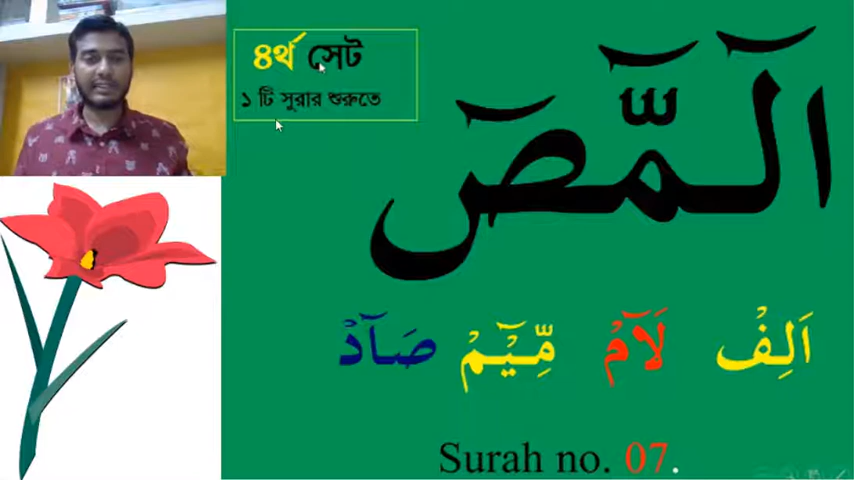 ৪র্থ সেট
১ টি সুরার শুরুতে
الٓمّٓصٓ
اَلِفْ لَآمْ مِّيْٓمْ صَآدْ
Surah no. 07.